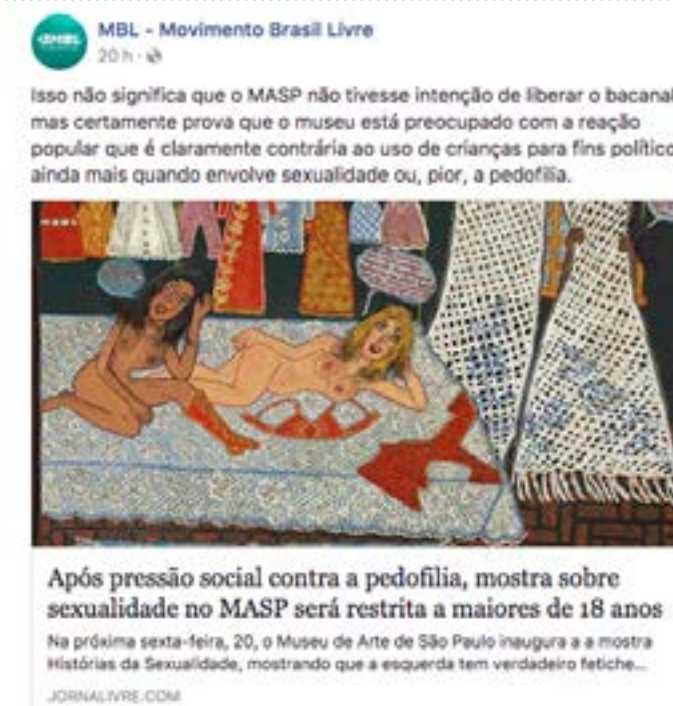 MBL
MBL - Movimento Brasil Livre
20 h ·
Isso não significa que o MASP não tivesse intenção de liberar o bacanal
mas certamente prova que o museu está preocupado com a reação
popular que é claramente contrária ao uso de crianças para fins político
ainda mais quando envolve sexualidade ou, pior, a pedofilia.
Após pressão social contra a pedofilia, mostra sobre
sexualidade no MASP será restrita a maiores de 18 anos
Na próxima sexta-feira, 20, o Museu de Arte de São Paulo inaugura a a mostra
Histórias da Sexualidade, mostrando que a esquerda tem verdadeiro fetiche...
JORNALIVRE.COM